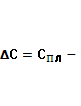 ΔC = Cпл −